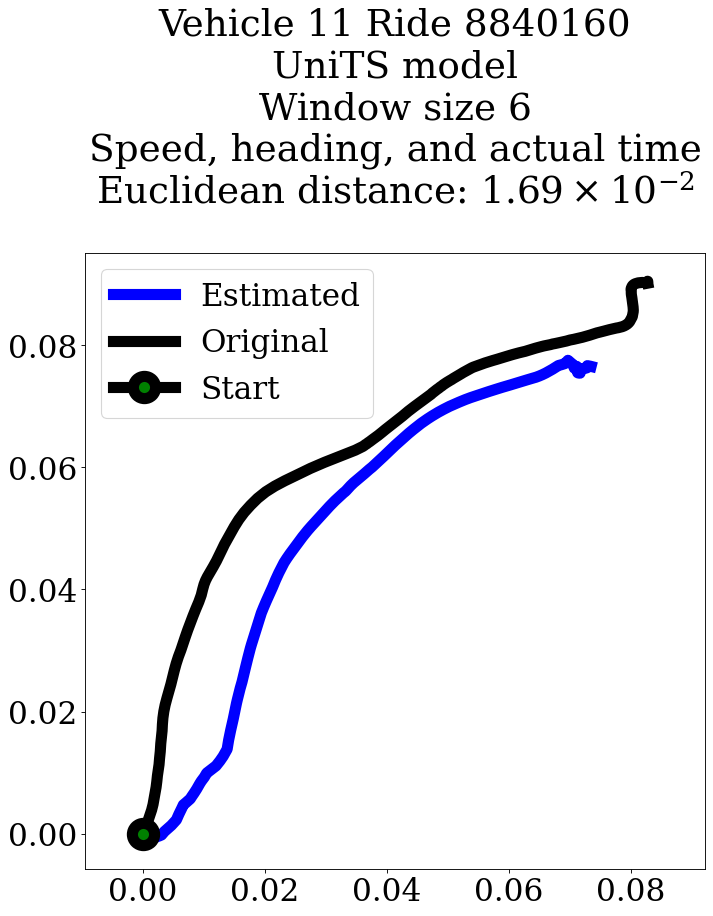 Vehicle 11 Ride 8840160
UniTS model
Window size 6
Speed, heading, and actual time
Euclidean distance: 1.69 × 10⁻²
Estimated
Original
Start
0.08
0.06
0.04
0.02
0.00
0.00 0.02 0.04 0.06 0.08